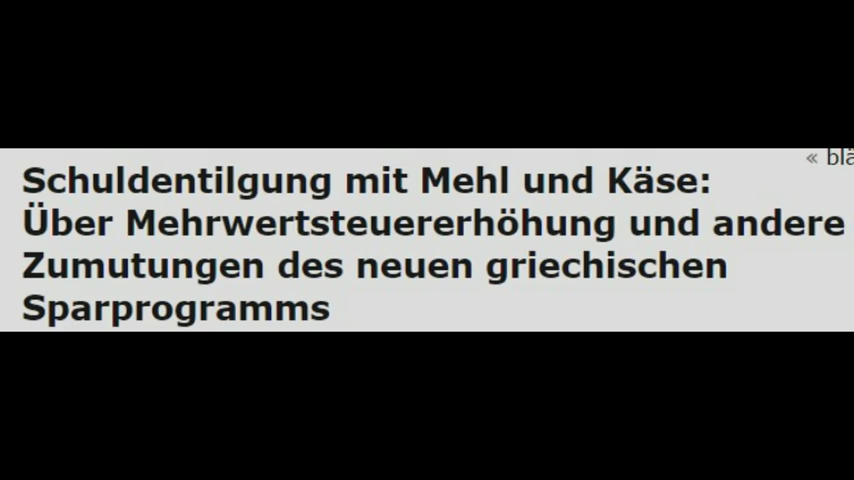 Schuldentilgung mit Mehl und Käse:
Über Mehrwertsteuererhöhung und andere
Zumutungen des neuen griechischen
Sparprogramms